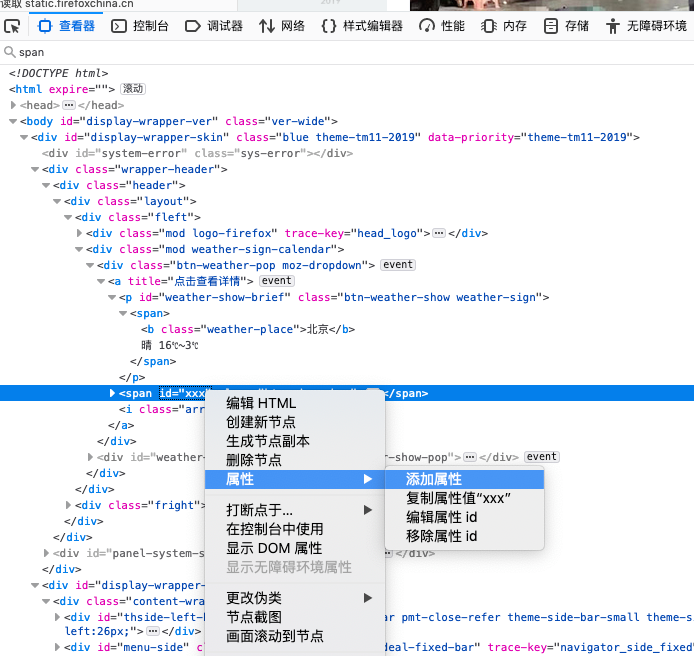 读取 static.firefoxchina.cn
查看器 控制台 调试器 网络 样式编辑器 性能 内存 存储 无障碍环境
span
<!DOCTYPE html>
<html expire=""> 滚动
<head> ··· </head>
<body id="display-wrapper-ver" class="ver-wide">
<div id="display-wrapper-skin" class="blue theme-tm11-2019" data-priority="theme-tm11-2019">
<div id="system-error" class="sys-error"></div>
<div class="wrapper-header">
<div class="header">
<div class="layout">
<div class="fleft">
<div class="mod logo-firefox" trace-key="head_logo"> ··· </div>
<div class="mod weather-sign-calendar">
<div class="btn-weather-pop moz-dropdown"> event
<a title="点击查看详情"> event
<p id="weather-show-brief" class="btn-weather-show weather-sign">
<span>
<b class="weather-place">北京</b>
晴 16℃~3℃
</span>
</p>
<span id="xxx" </span>
<i class="arr
</a>
</div>
<div id="weather- -show-pop"> ··· </div> event
</div>
</div>
<div class="fright">
</div>
</div>
<div id="panel-system-s </div>
</div>
<div id="display-wrapper-
<div class="content-wra
<div id="thside-left-b ar pmt-close-refer theme-side-bar-small theme-s
left:26px;"> ··· </div>
<div id="menu-side" c deal-fixed-bar" trace-key="navigator_side_fixed
编辑 HTML
创建新节点
生成节点副本
删除节点
属性
打断点于...
在控制台中使用
显示 DOM 属性
显示无障碍环境属性
更改伪类
节点截图
画面滚动到节点
添加属性
复制属性值“xxx”
编辑属性 id
移除属性 id